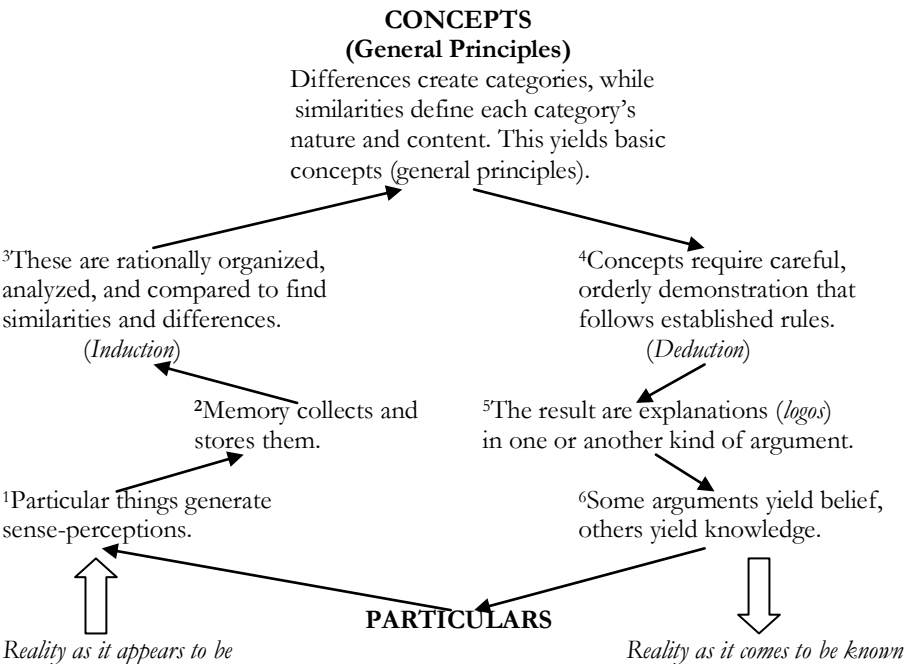 CONCEPTS
(General Principles)
Differences create categories, while
similarities define each category’s
nature and content. This yields basic
concepts (general principles).
³These are rationally organized,
analyzed, and compared to find
similarities and differences.
(Induction)
⁴Concepts require careful,
orderly demonstration that
follows established rules.
(Deduction)
²Memory collects and
stores them.
⁵The result are explanations (logos)
in one or another kind of argument.
¹Particular things generate
sense-perceptions.
⁶Some arguments yield belief,
others yield knowledge.
PARTICULARS
Reality as it appears to be
Reality as it comes to be known